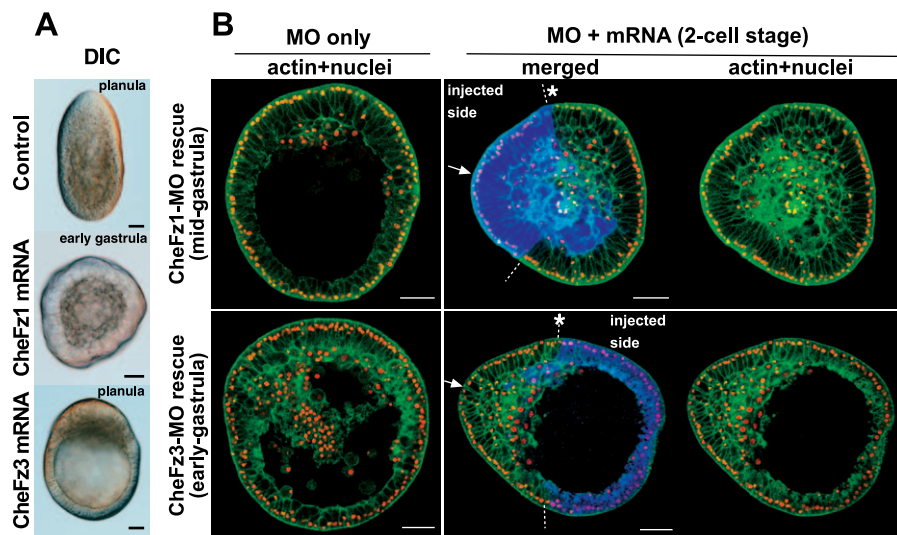 A
DIC
planula
Control
early gastrula
CheFz1 mRNA
planula
CheFz3 mRNA
B
MO only
MO + mRNA (2-cell stage)
actin+nuclei
merged
actin+nuclei
CheFz1-MO rescue
(mid-gastrula)
injected
side
*
CheFz3-MO rescue
(early-gastrula)
*
injected
side